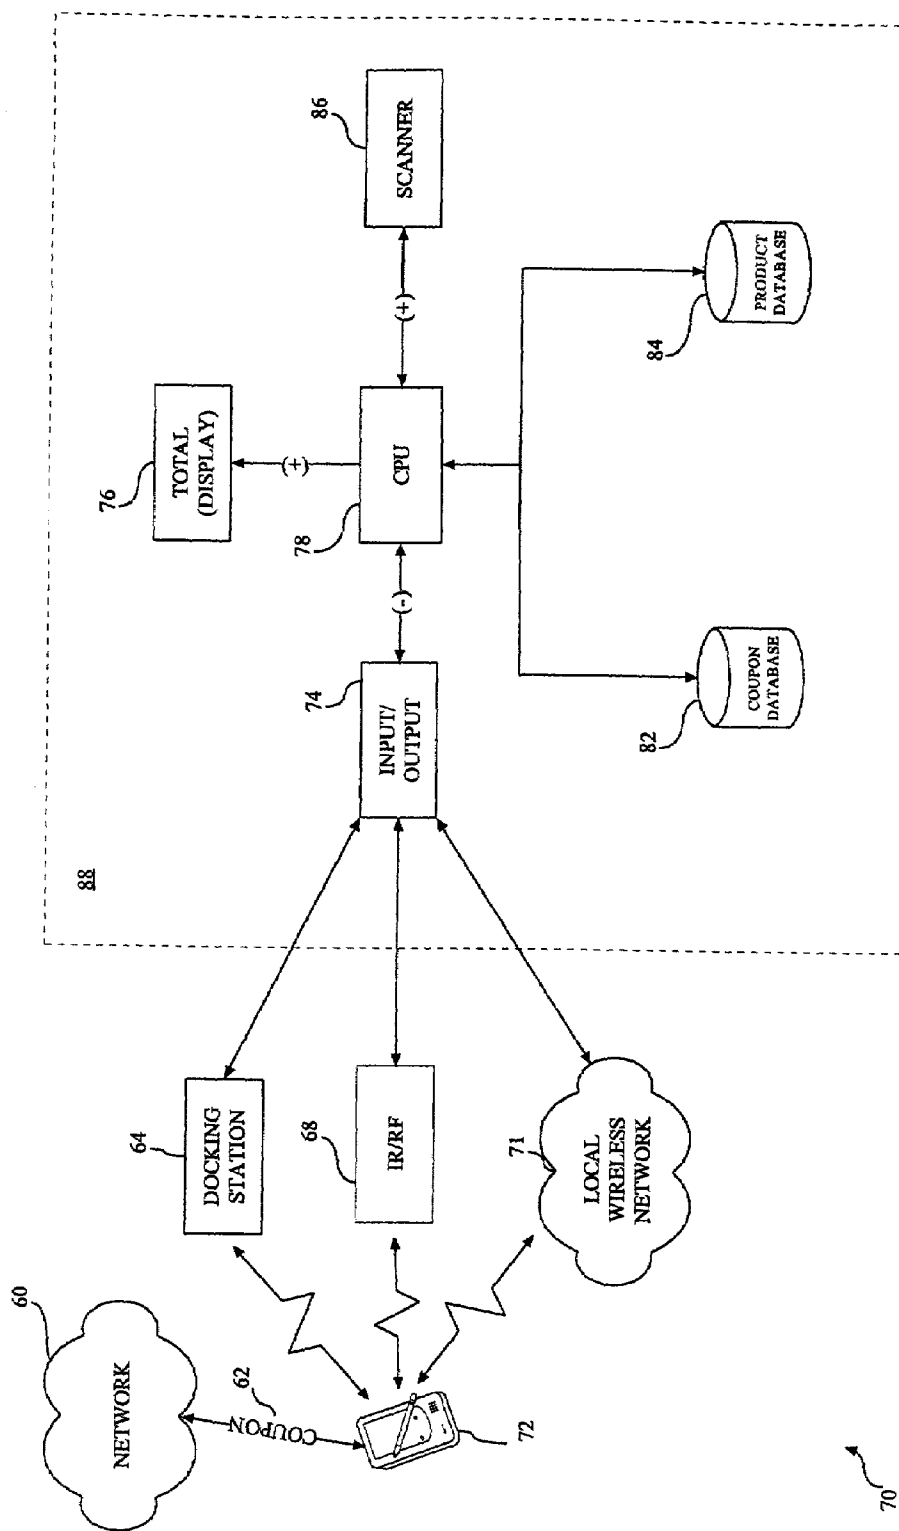 60
NETWORK
COUPON
62
72
70
64
DOCKING
STATION
68
IR/RF
71
LOCAL
WIRELESS
NETWORK
88
74
INPUT/
OUTPUT
(-)
76
TOTAL
(DISPLAY)
(+)
78
CPU
(+)
86
SCANNER
82
COUPON
DATABASE
84
PRODUCT
DATABASE